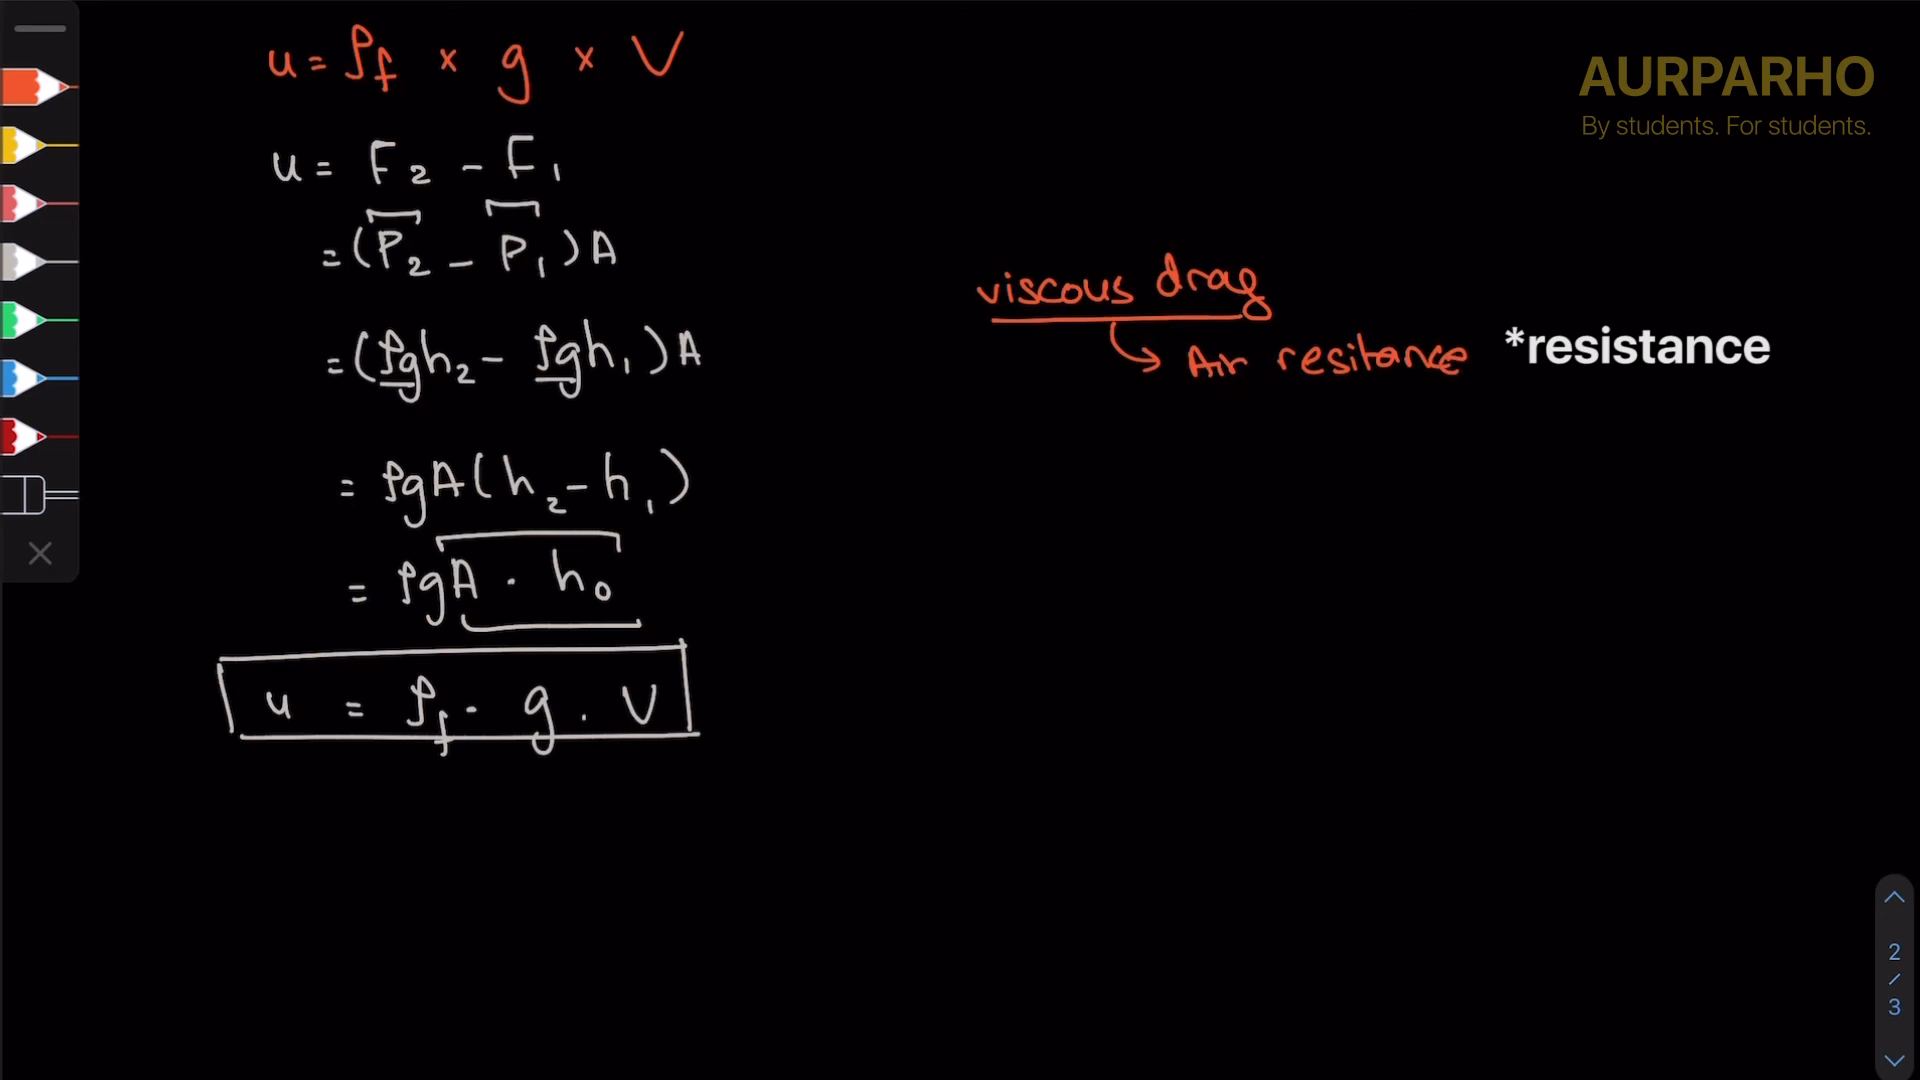 u = ρf × g × V
u = F₂ - F₁
= (P₂ - P₁)A
= (ρgh₂ - ρgh₁)A
= ρgA(h₂ - h₁)
= ρgA · h₀
u = ρf · g · V
AURPARHO
By students. For students.
viscous drag
Air resitance *resistance
2
/
3